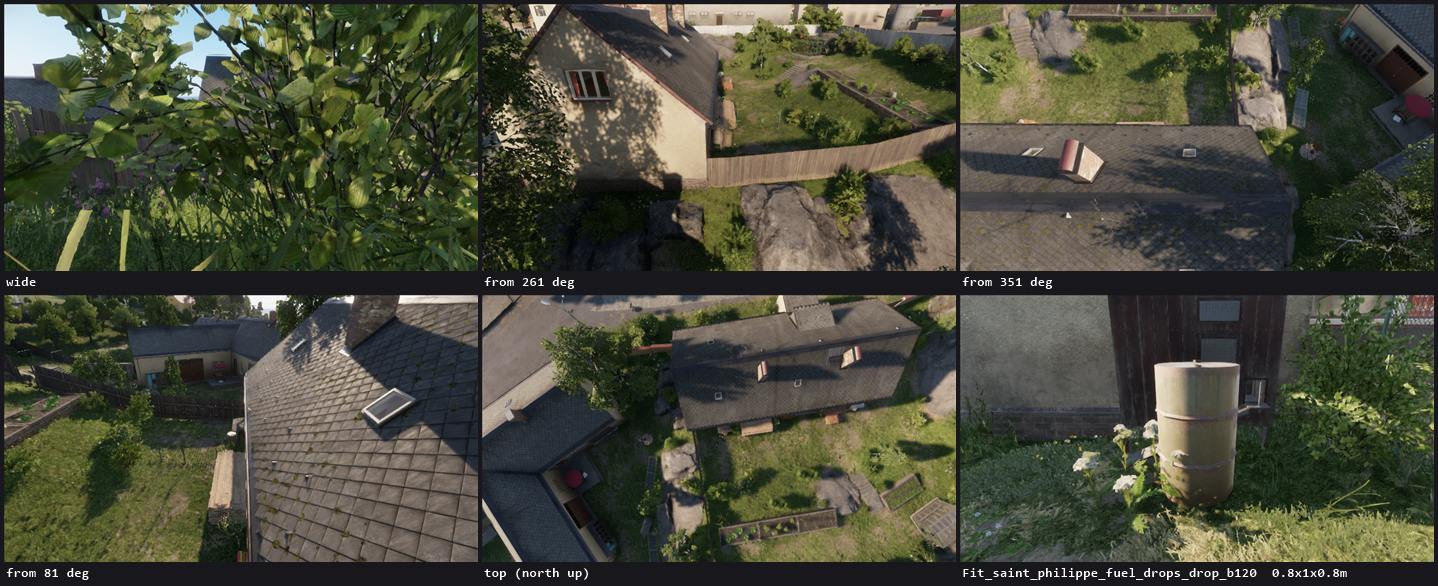 wide
from 261 deg
from 351 deg
from 81 deg
top (north up)
Fit_saint_philippe_fuel_drops_drop_b120  0.8x1x0.8m